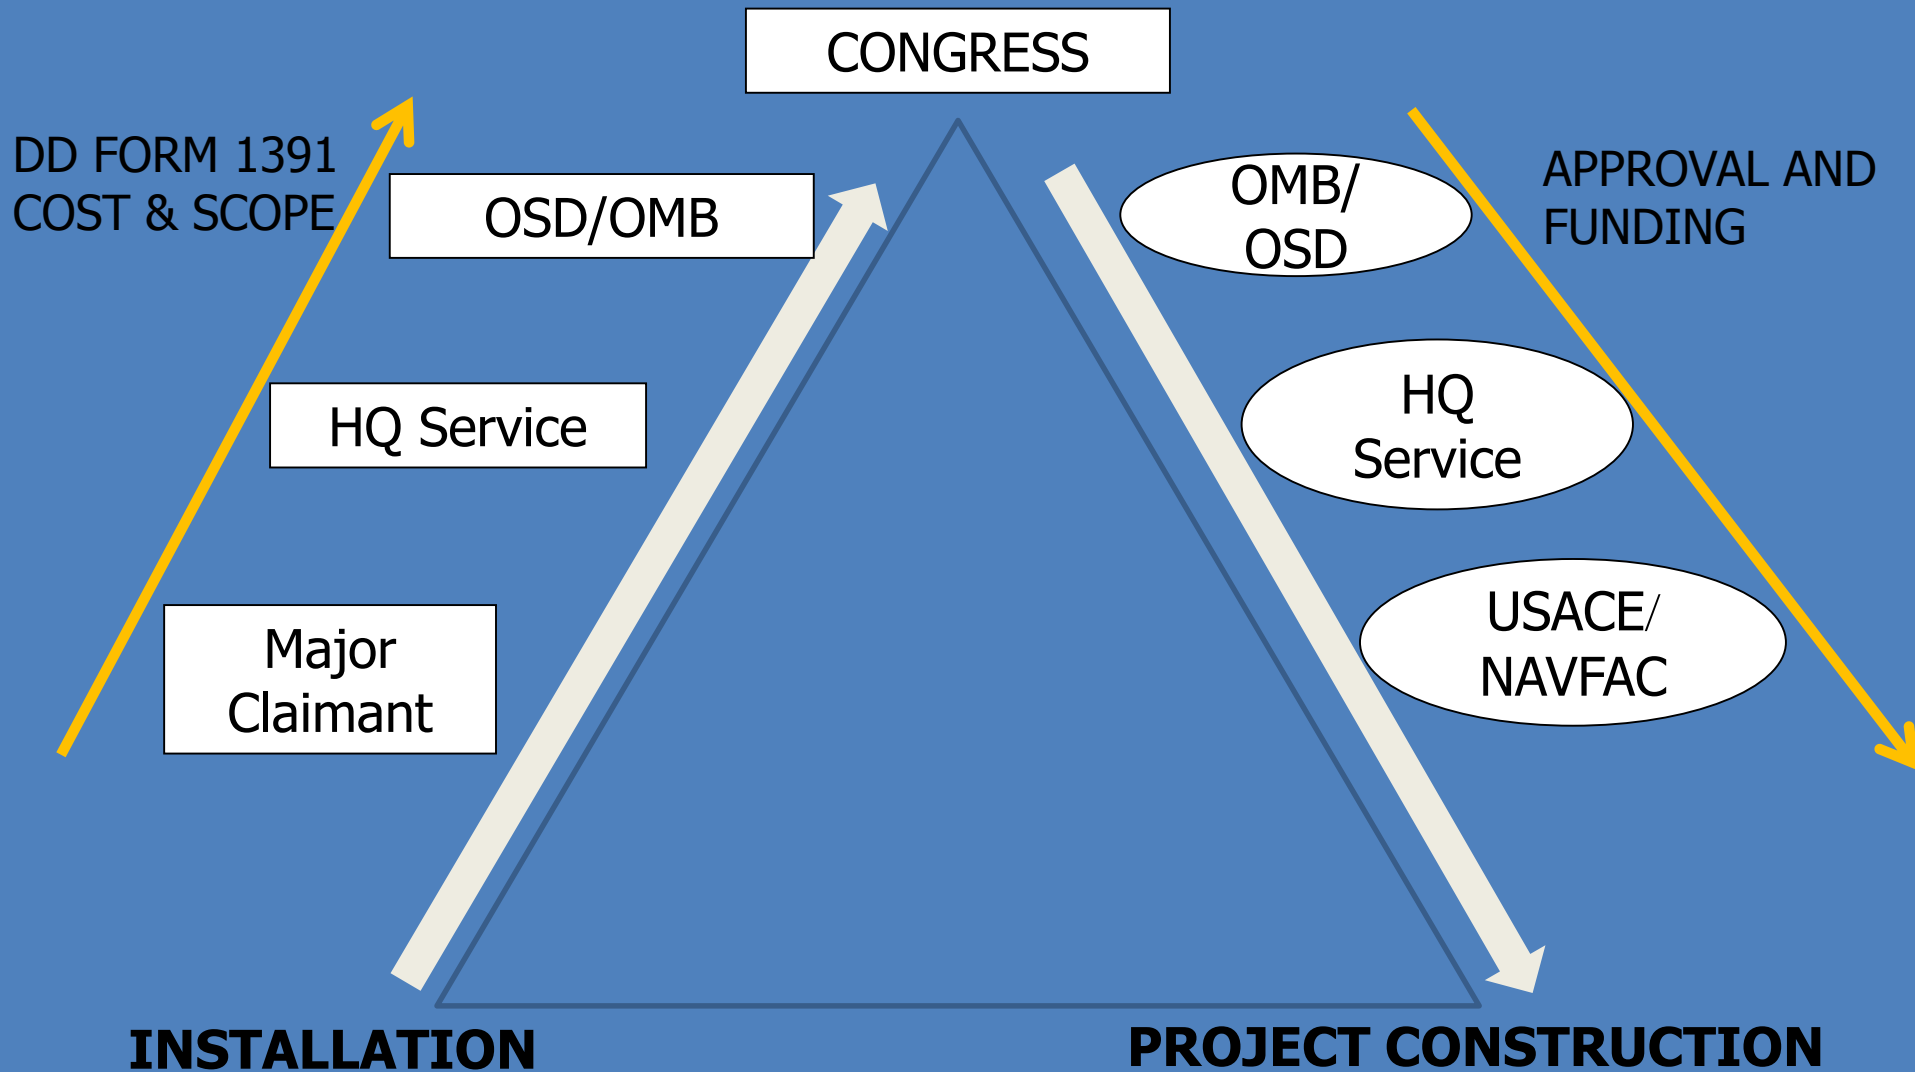 CONGRESS
DD FORM 1391
COST & SCOPE
OSD/OMB
OMB/
OSD
APPROVAL AND
FUNDING
HQ Service
HQ
Service
Major
Claimant
USACE/
NAVFAC
INSTALLATION
PROJECT CONSTRUCTION